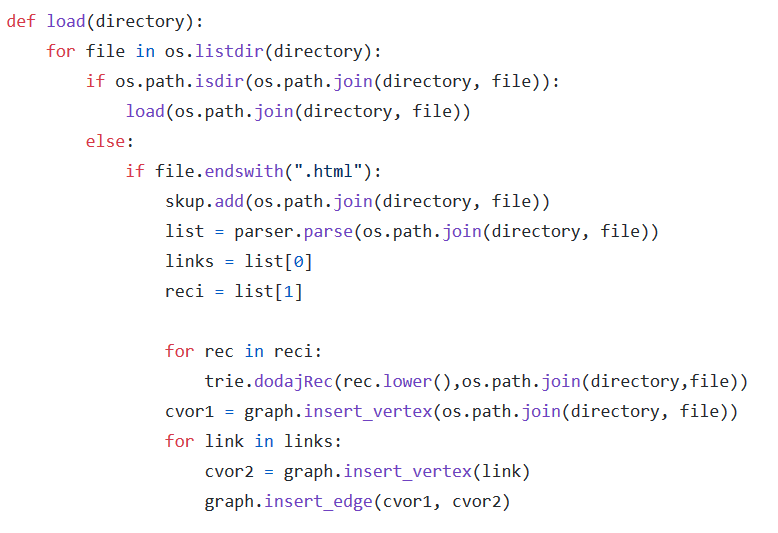 def load(directory):
    for file in os.listdir(directory):
        if os.path.isdir(os.path.join(directory, file)):
            load(os.path.join(directory, file))
        else:
            if file.endswith(".html"):
                skup.add(os.path.join(directory, file))
                list = parser.parse(os.path.join(directory, file))
                links = list[0]
                reci = list[1]

                for rec in reci:
                    trie.dodajRec(rec.lower(),os.path.join(directory,file))
                cvor1 = graph.insert_vertex(os.path.join(directory, file))
                for link in links:
                    cvor2 = graph.insert_vertex(link)
                    graph.insert_edge(cvor1, cvor2)